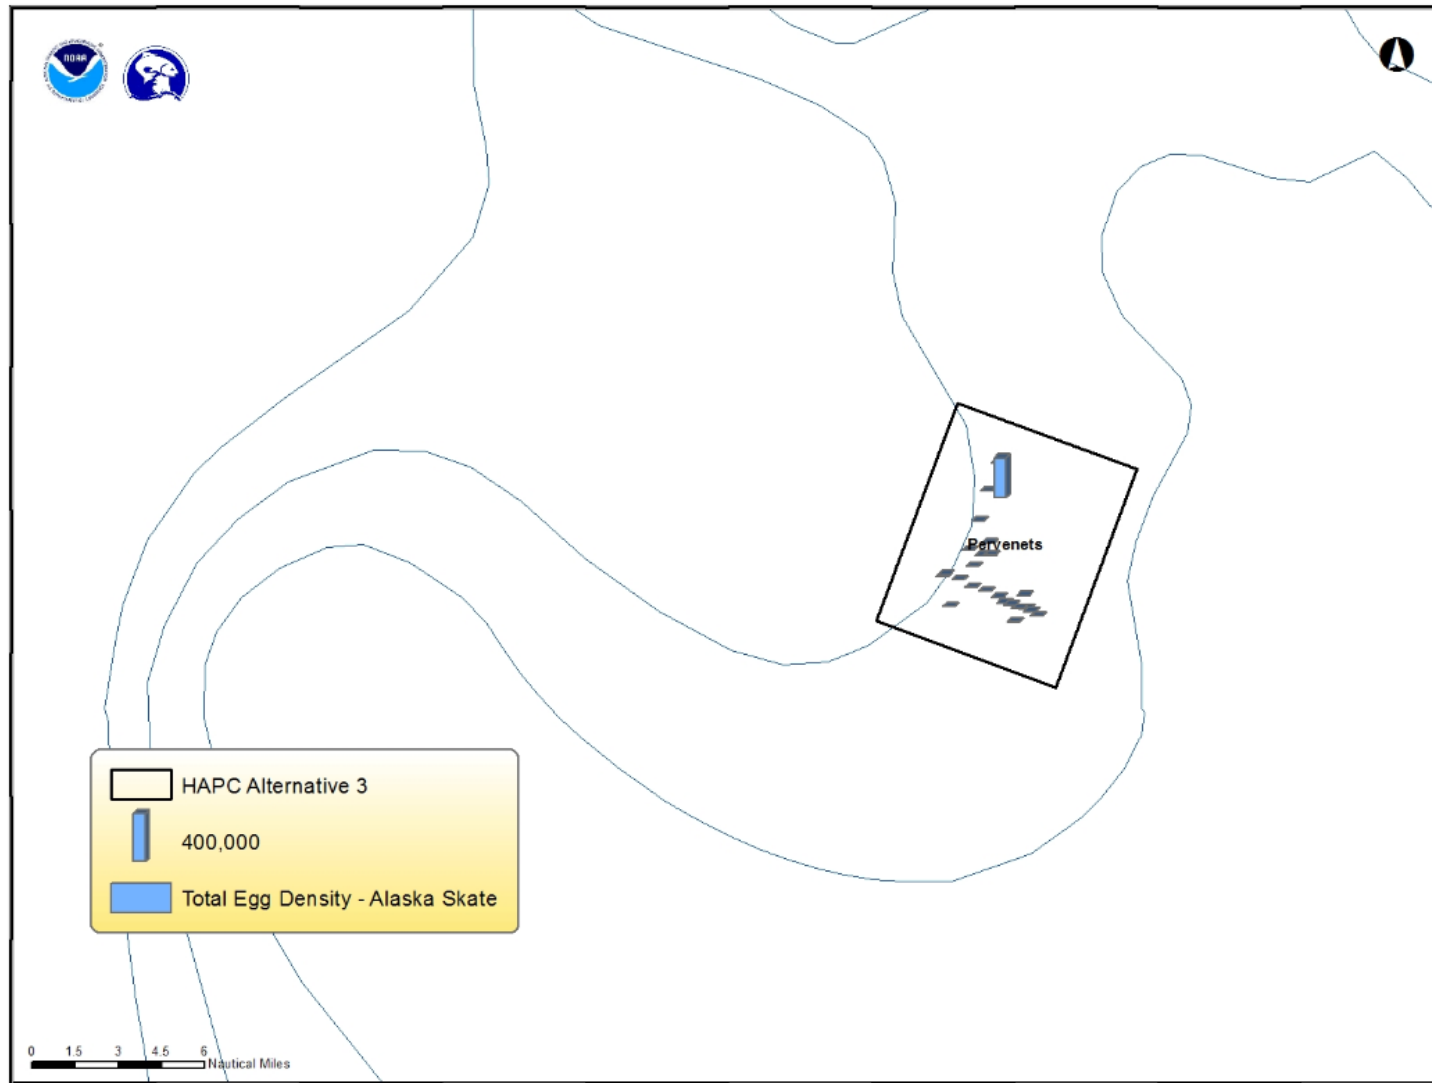 NOAA
Pervenets
HAPC Alternative 3
400,000
Total Egg Density - Alaska Skate
0 1.5 3 4.5 6
Nautical Miles